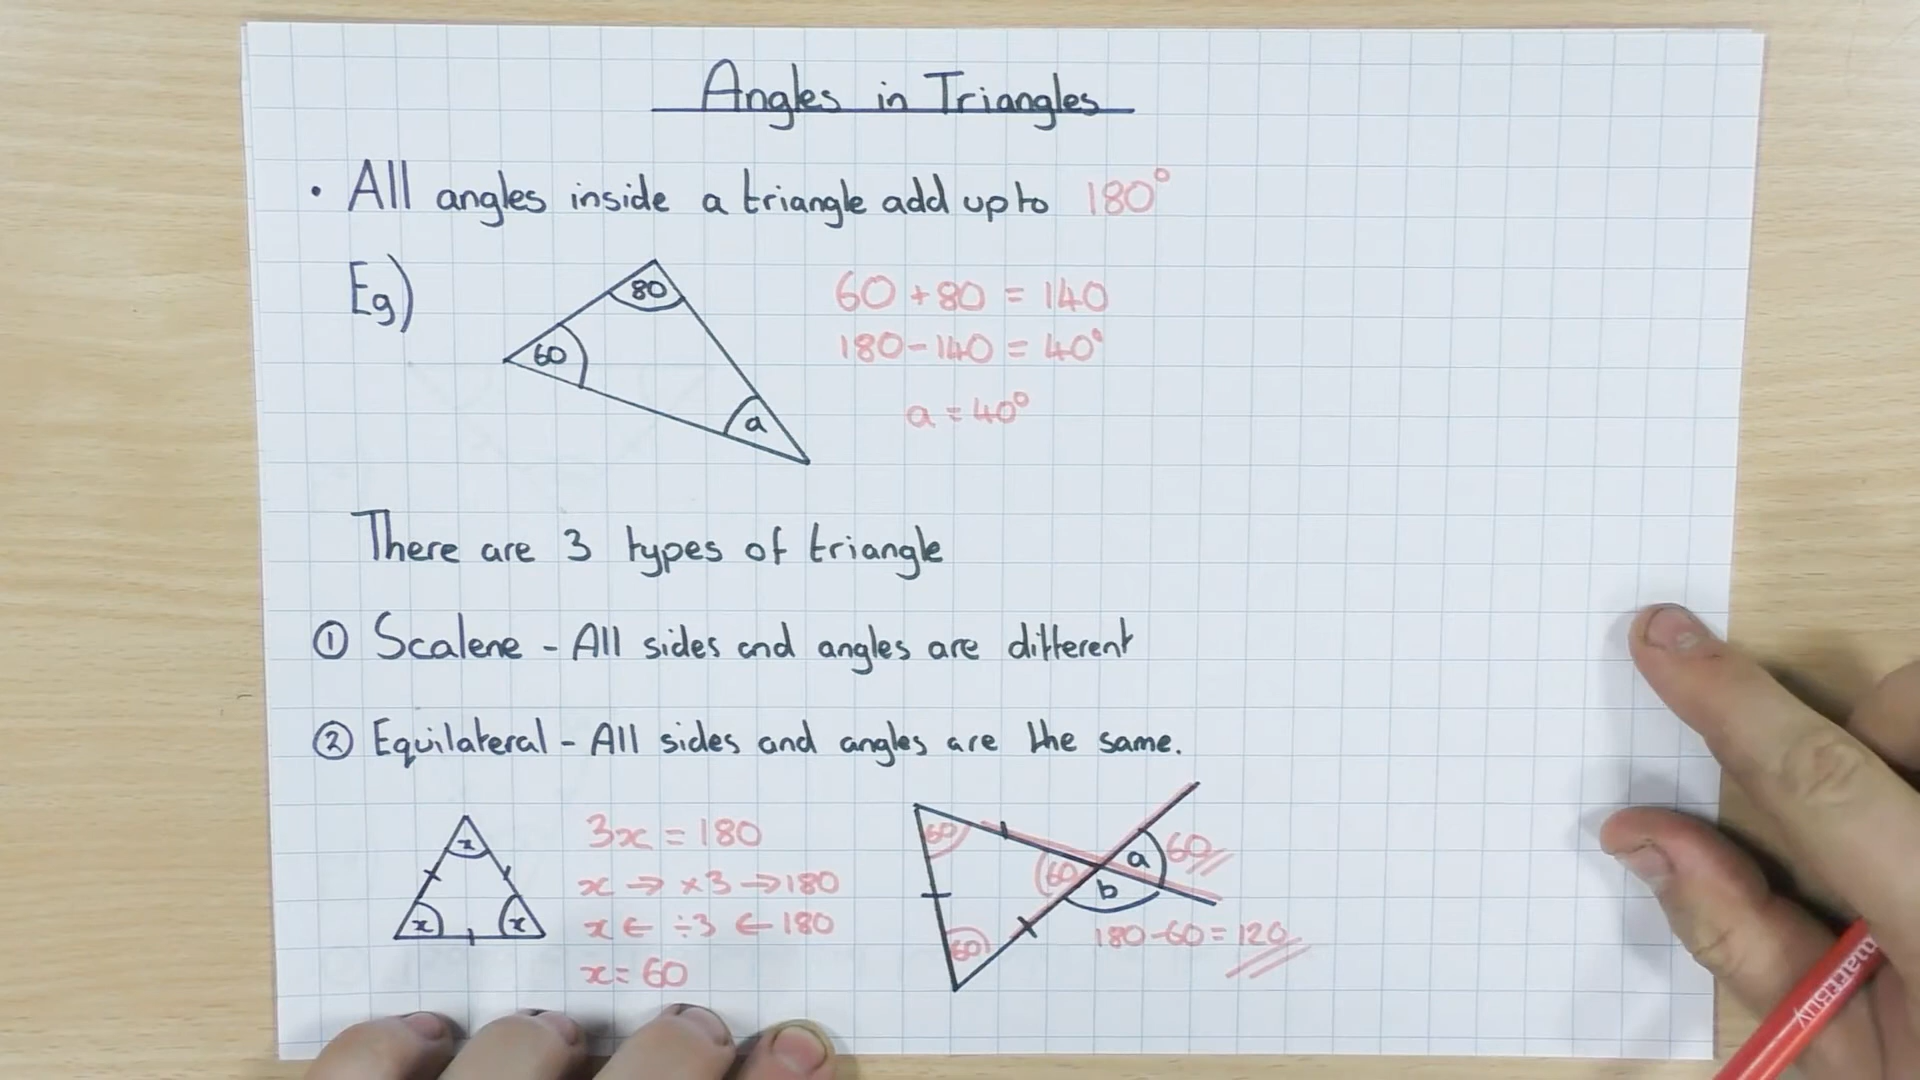 Angles in Triangles
• All angles inside a triangle add up to 180°
Eg)
80
60
a
60 + 80 = 140
180 - 140 = 40°
a = 40°
There are 3 types of triangle
① Scalene - All sides and angles are different
② Equilateral - All sides and angles are the same.
x
x
x
3x = 180
x → ×3 → 180
x ← ÷3 ← 180
x = 60
60
60
60
a
60
b
180 - 60 = 120